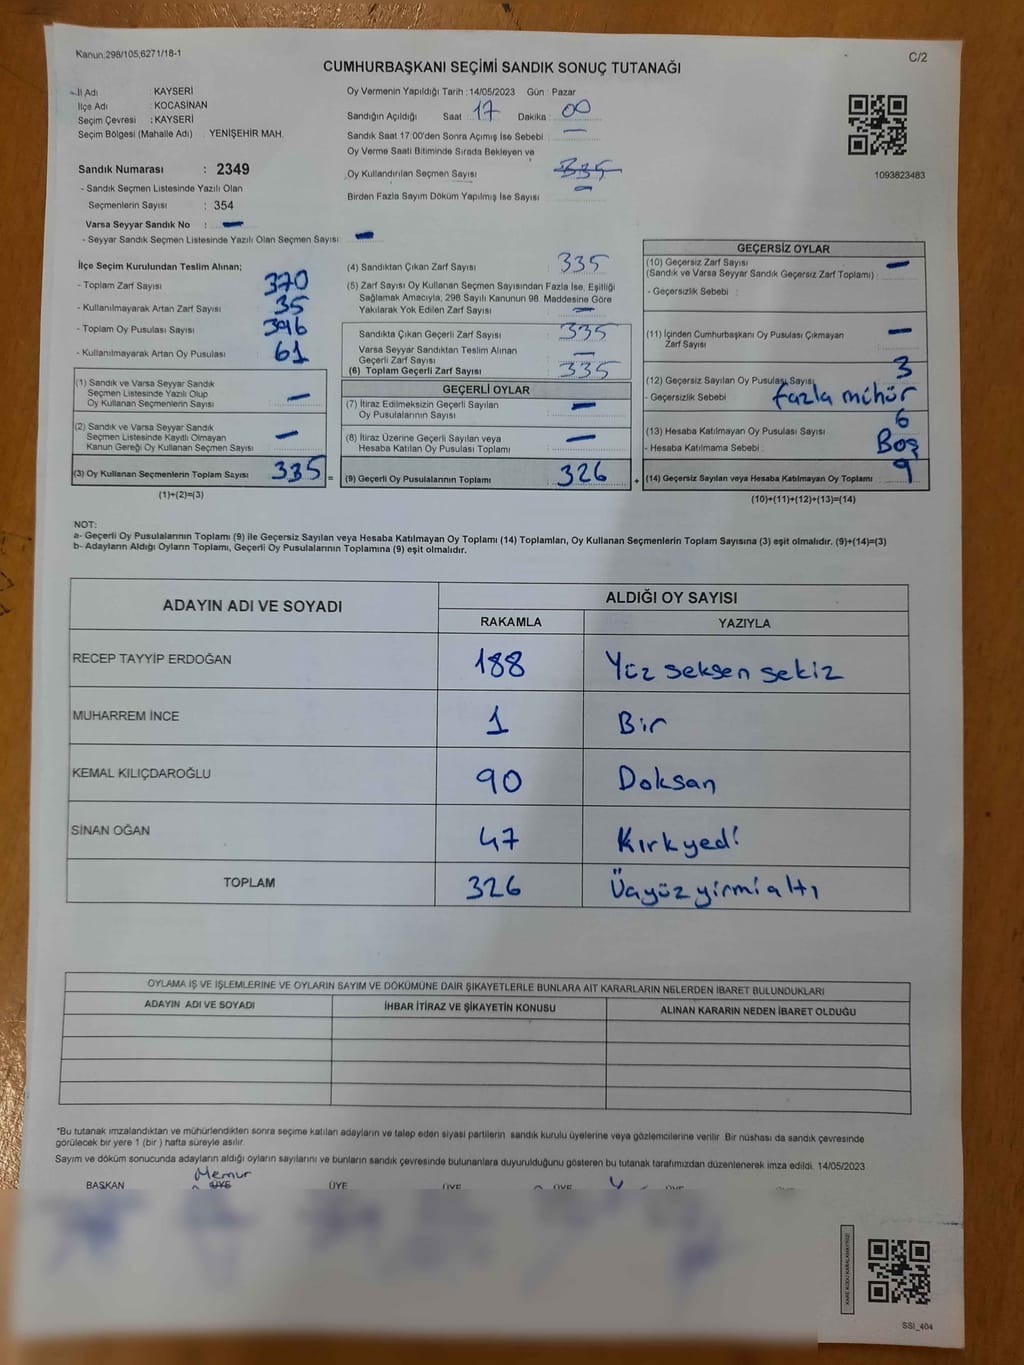 Kanun:298/105,6271/18-1
C/2
CUMHURBAŞKANI SEÇİMİ SANDIK SONUÇ TUTANAĞI
İl Adı KAYSERİ
İlçe Adı : KOCASİNAN
Seçim Çevresi : KAYSERİ
Seçim Bölgesi (Mahalle Adı) : YENİŞEHİR MAH.
Sandık Numarası : 2349
- Sandık Seçmen Listesinde Yazılı Olan
Seçmenlerin Sayısı : 354
Varsa Seyyar Sandık No : —
- Seyyar Sandık Seçmen Listesinde Yazılı Olan Seçmen Sayısı: —
Oy Vermenin Yapıldığı Tarih : 14/05/2023 Gün : Pazar
Sandığın Açıldığı Saat : 17 Dakika : 00
Sandık Saat 17:00'den Sonra Açmış İse Sebebi : —
Oy Verme Saati Bitiminde Sırada Bekleyen ve
Oy Kullandırılan Seçmen Sayısı : 335
—
Birden Fazla Sayım Döküm Yapılmış İse Sayısı :
1093823483
İlçe Seçim Kurulundan Teslim Alınan;
- Toplam Zarf Sayısı : 370
- Kullanılmayarak Artan Zarf Sayısı : 35
- Toplam Oy Pusulası Sayısı : 396
- Kullanılmayarak Artan Oy Pusulası : 61
(1) Sandık ve Varsa Seyyar Sandık
Seçmen Listesinde Yazılı Olup
Oy Kullanan Seçmenlerin Sayısı : —
(2) Sandık ve Varsa Seyyar Sandık
Seçmen Listesinde Kayıtlı Olmayan
Kanun Gereği Oy Kullanan Seçmen Sayısı : —
(3) Oy Kullanan Seçmenlerin Toplam Sayısı : 335 =
(1)+(2)=(3)
(4) Sandıktan Çıkan Zarf Sayısı : 335
(5) Zarf Sayısı Oy Kullanan Seçmen Sayısından Fazla İse, Eşitliği
Sağlamak Amacıyla, 298 Sayılı Kanunun 98. Maddesine Göre
Yakılarak Yok Edilen Zarf Sayısı : —
Sandıkta Çıkan Geçerli Zarf Sayısı : 335
Varsa Seyyar Sandıktan Teslim Alınan
Geçerli Zarf Sayısı : —
(6) Toplam Geçerli Zarf Sayısı : 335
GEÇERLİ OYLAR
(7) İtiraz Edilmeksizin Geçerli Sayılan
Oy Pusulalarının Sayısı : —
(8) İtiraz Üzerine Geçerli Sayılan veya
Hesaba Katılan Oy Pusulası Toplamı : —
(9) Geçerli Oy Pusulalarının Toplamı : 326 +
GEÇERSİZ OYLAR
(10) Geçersiz Zarf Sayısı
(Sandık ve Varsa Seyyar Sandık Geçersiz Zarf Toplamı) : —
- Geçersizlik Sebebi :
(11) İçinden Cumhurbaşkanı Oy Pusulası Çıkmayan
Zarf Sayısı : —
(12) Geçersiz Sayılan Oy Pusulası Sayısı : 3
- Geçersizlik Sebebi : fazla mühür
(13) Hesaba Katılmayan Oy Pusulası Sayısı : 6
- Hesaba Katılmama Sebebi : Boş
(14) Geçersiz Sayılan veya Hesaba Katılmayan Oy Toplamı : 9
(10)+(11)+(12)+(13)=(14)
NOT:
a- Geçerli Oy Pusulalarının Toplamı (9) ile Geçersiz Sayılan veya Hesaba Katılmayan Oy Toplamı (14) Toplamları, Oy Kullanan Seçmenlerin Toplam Sayısına (3) eşit olmalıdır. (9)+(14)=(3)
b- Adayların Aldığı Oyların Toplamı, Geçerli Oy Pusulalarının Toplamına (9) eşit olmalıdır.
ADAYIN ADI VE SOYADI
ALDIĞI OY SAYISI
RAKAMLA YAZIYLA
RECEP TAYYİP ERDOĞAN 188 Yüz seksen sekiz
MUHARREM İNCE 1 Bir
KEMAL KILIÇDAROĞLU 90 Doksan
SİNAN OĞAN 47 Kırkyedi
TOPLAM 326 Üçyüz yirmi altı
OYLAMA İŞ VE İŞLEMLERİNE VE OYLARIN SAYIM VE DÖKÜMÜNE DAİR ŞİKAYETLERLE BUNLARA AİT KARARLARIN NELERDEN İBARET BULUNDUKLARI
ADAYIN ADI VE SOYADI İHBAR İTİRAZ VE ŞİKAYETİN KONUSU ALINAN KARARIN NEDEN İBARET OLDUĞU
*Bu tutanak imzalandıktan ve mühürlendikten sonra seçime katılan adayların ve talep eden siyasi partilerin sandık kurulu üyelerine veya gözlemcilerine verilir. Bir nüshası da sandık çevresinde
görülecek bir yere 1 (bir ) hafta süreyle asılır.
Sayım ve döküm sonucunda adayların aldığı oyların sayılarını ve bunların sandık çevresinde bulunanlara duyurulduğunu gösteren bu tutanak tarafımızdan düzenlenerek imza edildi. 14/05/2023
Memur
BAŞKAN ÜYE ÜYE ÜYE ÜYE ÜYE ÜYE
SSI_404